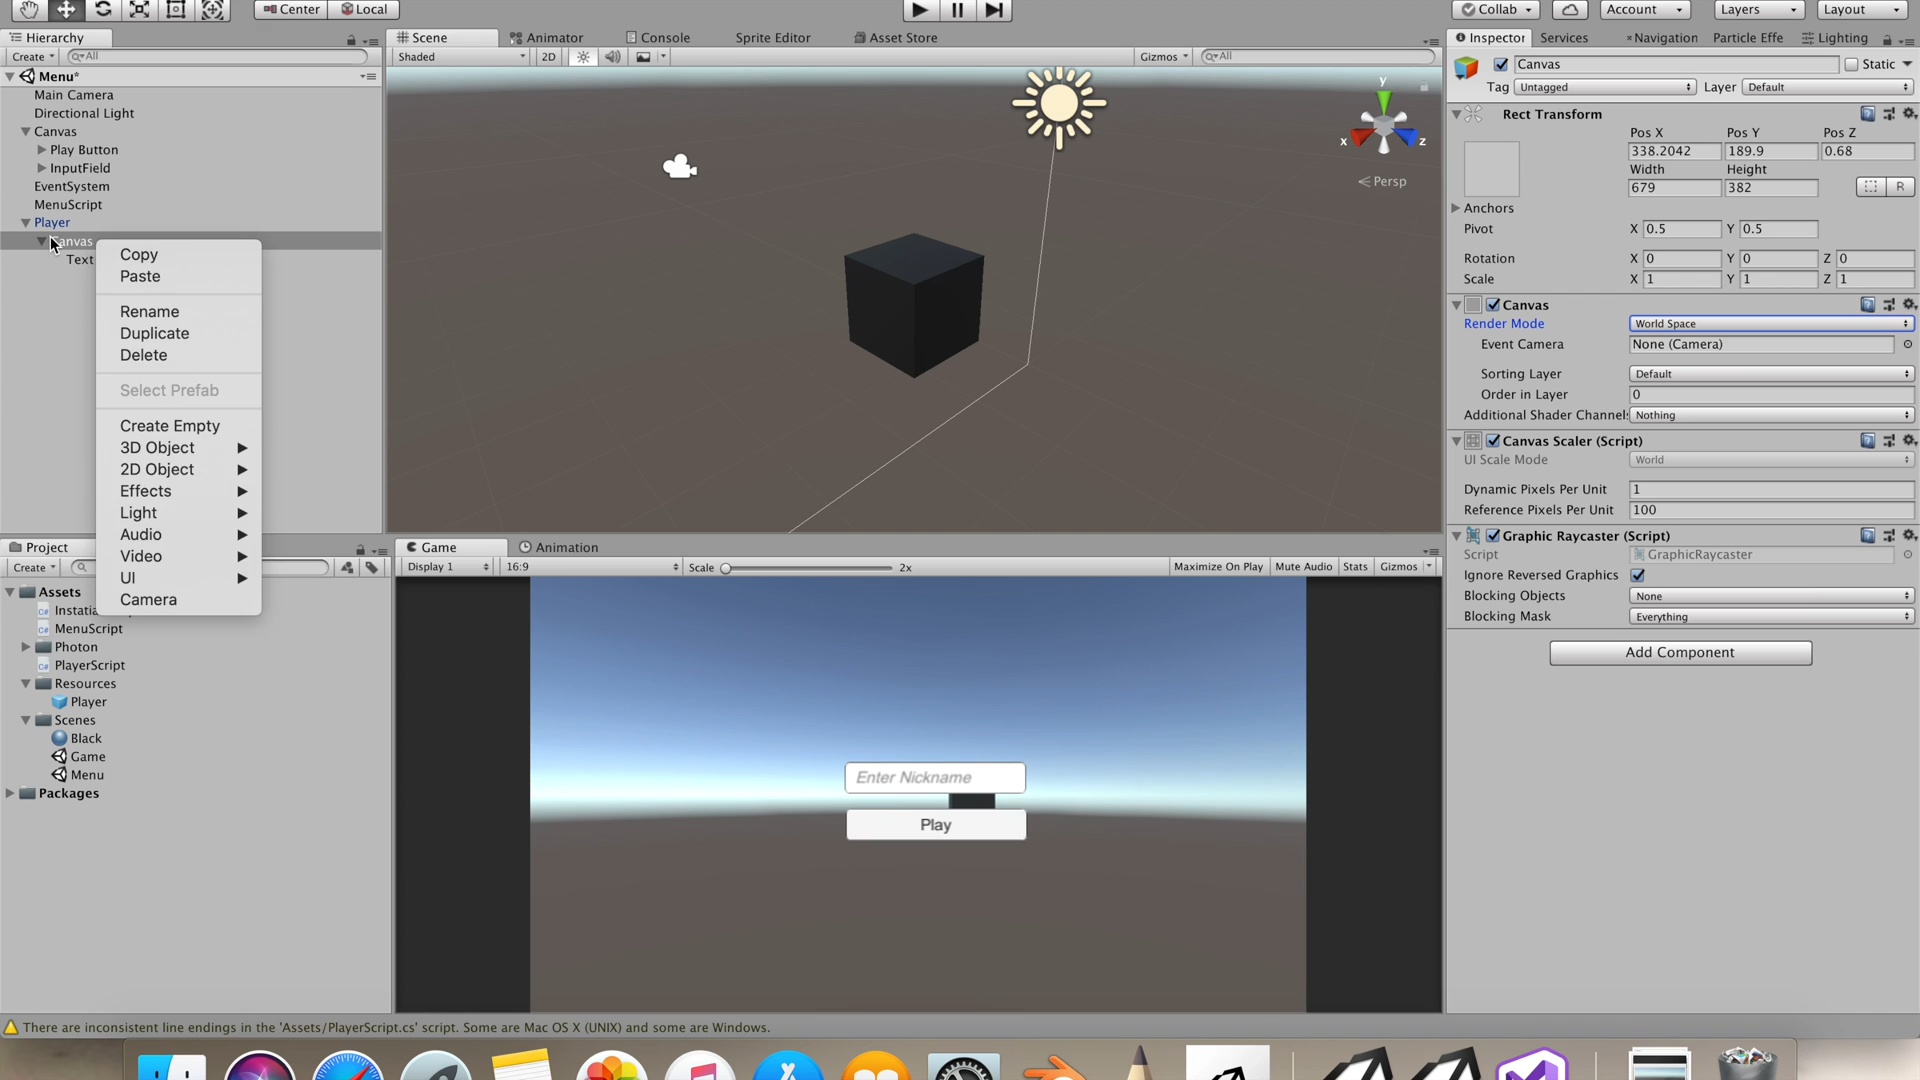 Center
Local
Collab
Account
Layers
Layout
Hierarchy
Create
All
Menu*
Main Camera
Directional Light
Canvas
Play Button
InputField
EventSystem
MenuScript
Player
Canvas
Text
Copy
Paste
Rename
Duplicate
Delete
Select Prefab
Create Empty
3D Object
2D Object
Effects
Light
Audio
Video
UI
Camera
Scene
Animator
Console
Sprite Editor
Asset Store
Shaded
2D
Gizmos
All
y
x
z
Persp
Project
Create
Assets
MenuScript
Photon
PlayerScript
Resources
Player
Scenes
Black
Game
Menu
Packages
Game
Animation
Display 1
16:9
Scale
2x
Maximize On Play
Mute Audio
Stats
Gizmos
Enter Nickname
Play
Inspector
Services
Navigation
Particle Effe
Lighting
Canvas
Static
Tag
Untagged
Layer
Default
Rect Transform
Pos X
Pos Y
Pos Z
338.2042
189.9
0.68
Width
Height
679
382
R
Anchors
Pivot
X 0.5
Y 0.5
Rotation
X 0
Y 0
Z 0
Scale
X 1
Y 1
Z 1
Canvas
Render Mode
World Space
Event Camera
None (Camera)
Sorting Layer
Default
Order in Layer
0
Additional Shader Channel
Nothing
Canvas Scaler (Script)
UI Scale Mode
World
Dynamic Pixels Per Unit
1
Reference Pixels Per Unit
100
Graphic Raycaster (Script)
Script
GraphicRaycaster
Ignore Reversed Graphics
Blocking Objects
None
Blocking Mask
Everything
Add Component
There are inconsistent line endings in the 'Assets/PlayerScript.cs' script. Some are Mac OS X (UNIX) and some are Windows.